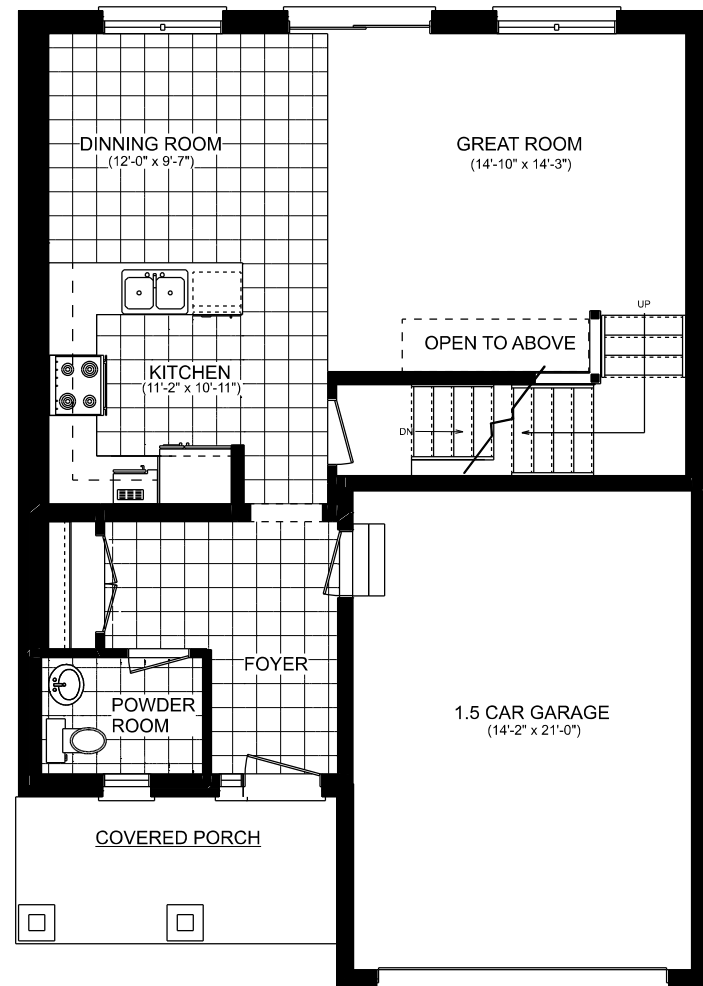 DINNING ROOM
(12'-0" x 9'-7")
GREAT ROOM
(14'-10" x 14'-3")
UP
OPEN TO ABOVE
KITCHEN
(11'-2" x 10'-11")
DN
FOYER
POWDER
ROOM
1.5 CAR GARAGE
(14'-2" x 21'-0")
COVERED PORCH